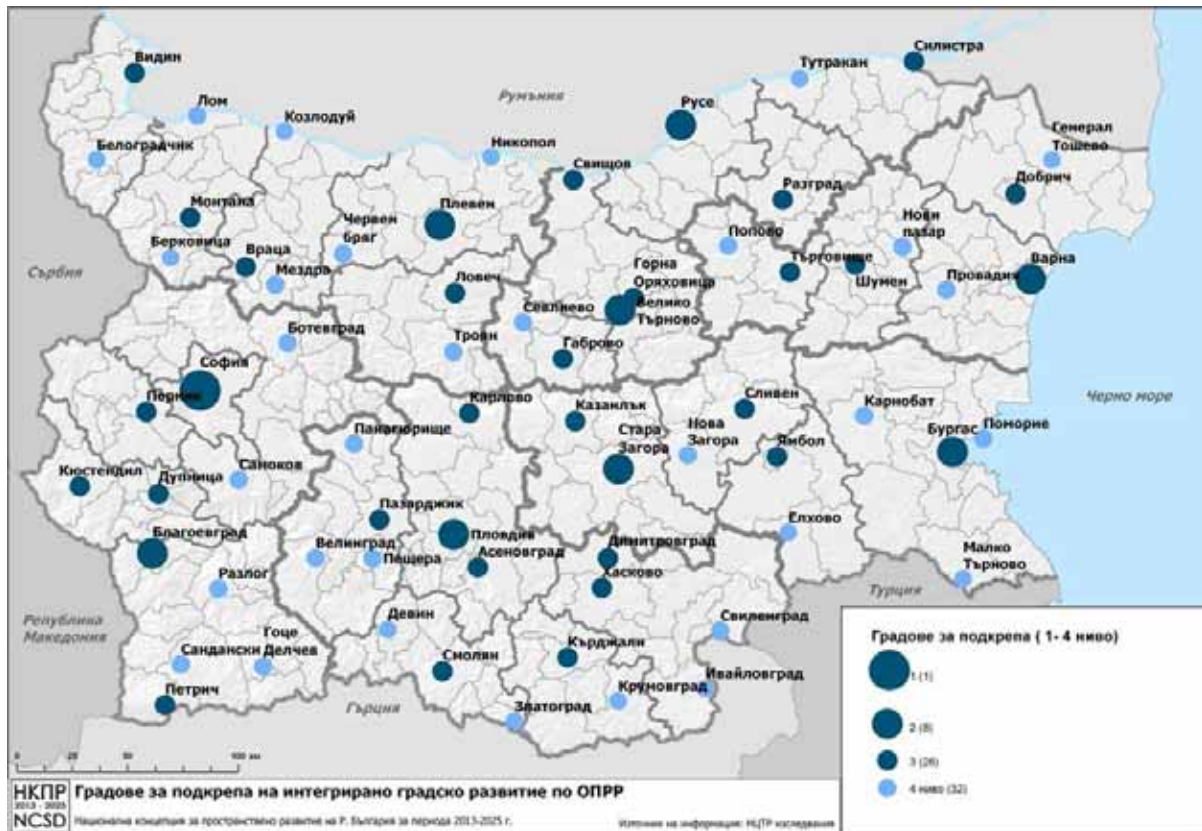 Видин
Силистра
Тутракан
Лом
Румъния
Русе
Козлодуй
Генерал
Тошево
Никопол
Белоградчик
Свищов
Разград
Добрич
Монтана
Плевен
Червен
бряг
Попово
Нови
пазар
Берковица
Враца
Мездра
Търговище
Варна
Сърбия
Ловеч
Горна
Оряховица
Шумен
Провадия
Севлиево
Велико
Търново
Ботевград
Троян
Габрово
София
Перник
Карлово
Казанлък
Сливен
Карнобат
Черно море
Панагюрище
Стара
Загора
Нова
Загора
Ямбол
Бургас
Поморие
Кюстендил
Дупница
Самоков
Пазарджик
Благоевград
Велинград
Пещера
Пловдив
Асеновград
Димитровград
Елхово
Хасково
Малко
Търново
Разлог
Турция
Република
Македония
Девин
Свиленград
Гоце
Делчев
Сандански
Смолян
Кърджали
Ивайловград
Петрич
Гърция
Крумовград
Златоград
Градове за подкрепа ( 1- 4 ниво)
1 (1)
2 (8)
3 (26)
4 ниво (32)
0 25 50 100 км
НКПР
2013 - 2025
NCSD
Градове за подкрепа на интегрирано градско развитие по ОПРР
Национална концепция за пространствено развитие на Р. България за периода 2013-2025 г.
Източник на информация: НЦТР изследвания